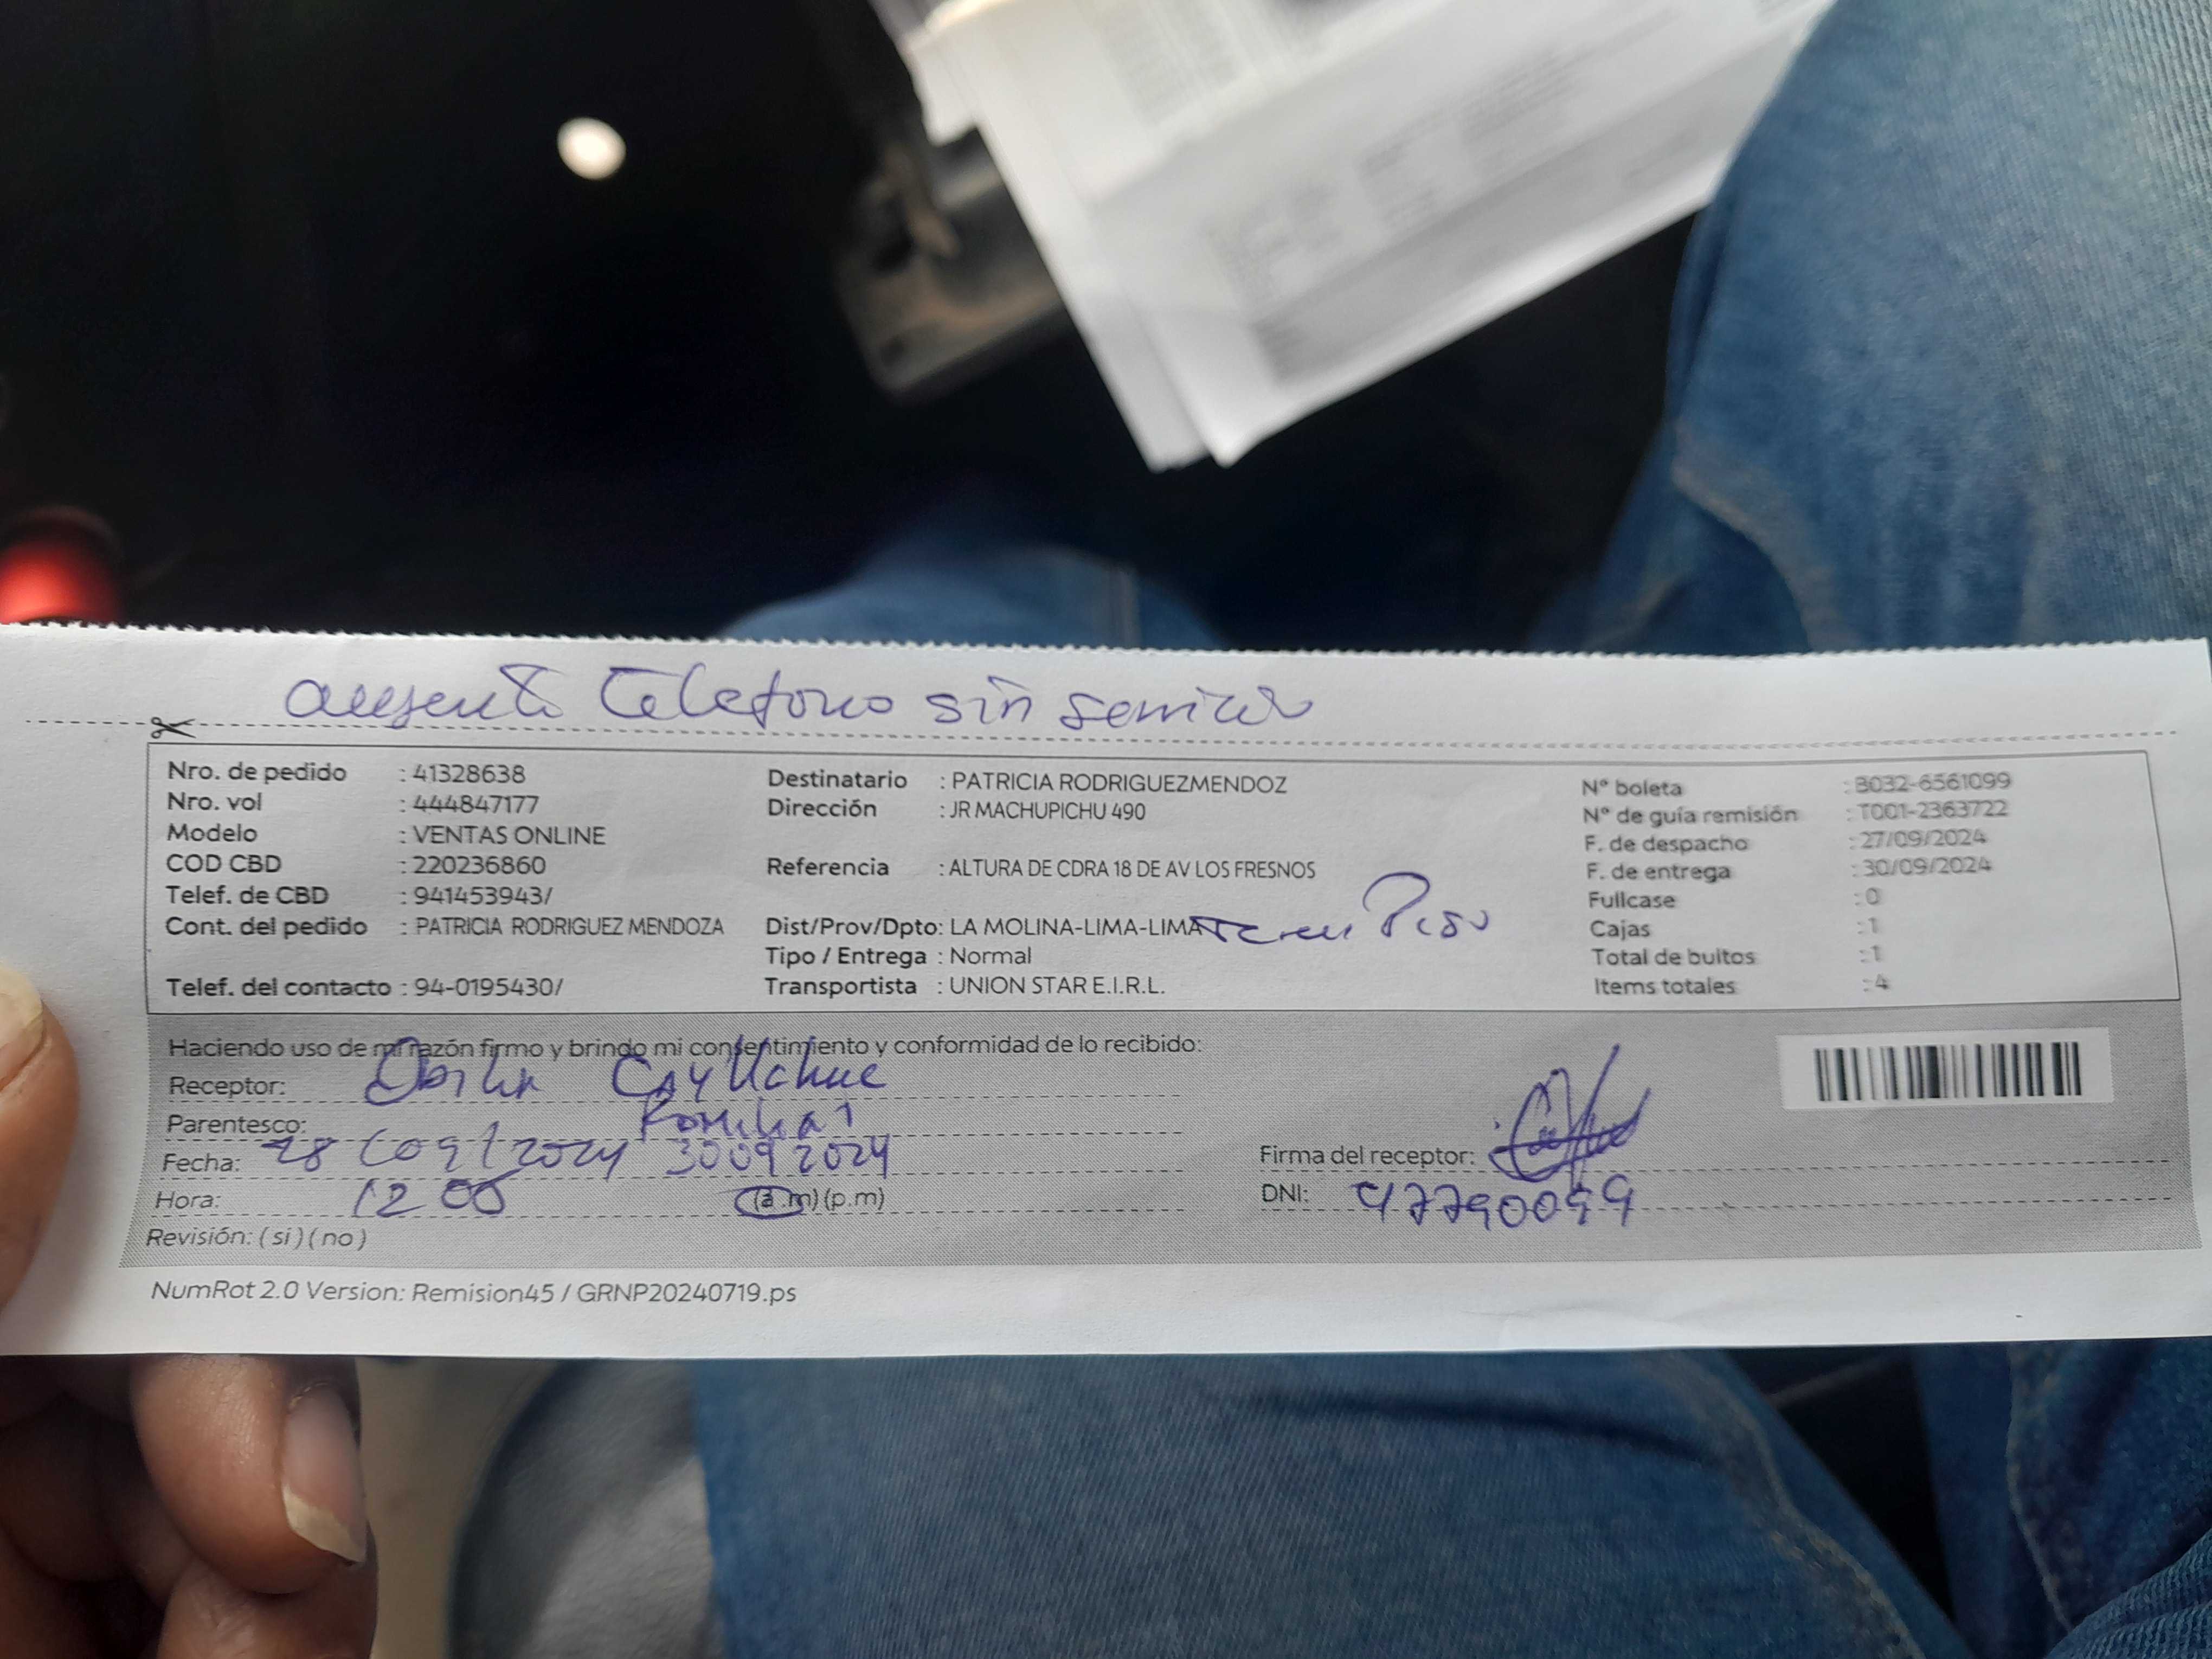 ausente telefono sin servicio
Nro. de pedido : 41328638
Nro. vol : 444847177
Modelo : VENTAS ONLINE
COD CBD : 220236860
Telef. de CBD : 941453943/
Cont. del pedido : PATRICIA RODRIGUEZ MENDOZA
Telef. del contacto : 94-0195430/
Destinatario : PATRICIA RODRIGUEZMENDOZ
Dirección : JR MACHUPICHU 490
Referencia : ALTURA DE CDRA 18 DE AV LOS FRESNOS
Dist/Prov/Dpto: LA MOLINA-LIMA-LIMA Tercer Piso
Tipo / Entrega : Normal
Transportista : UNION STAR E.I.R.L.
Nº boleta : B032-6561099
Nº de guía remisión : T001-2363722
F. de despacho : 27/09/2024
F. de entrega : 30/09/2024
Fullcase : 0
Cajas : 1
Total de bultos : 1
Items totales : 4
Haciendo uso de mi razón firmo y brindo mi consentimiento y conformidad de lo recibido:
Receptor:
Parentesco:
Fecha: 28/09/2024 30 09 2024
Hora: 12 00 (a.m) (p.m)
Revisión: ( si ) ( no )
Firma del receptor:
DNI: 47790099
NumRot 2.0 Version: Remision45 / GRNP20240719.ps